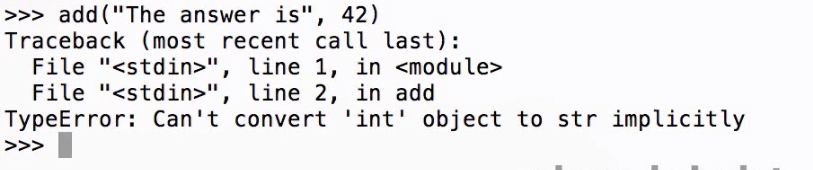 >>> add("The answer is", 42)
Traceback (most recent call last):
  File "<stdin>", line 1, in <module>
  File "<stdin>", line 2, in add
TypeError: Can't convert 'int' object to str implicitly
>>>